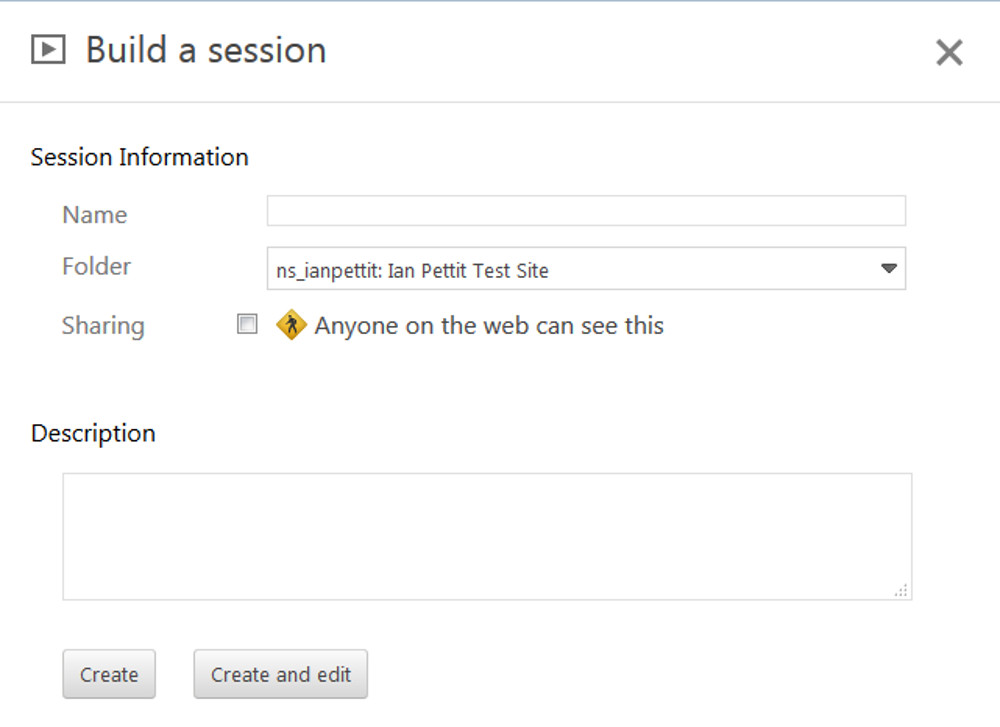 Build a session
Session Information
Name
Folder
ns_ianpettit: Ian Pettit Test Site
Sharing
Anyone on the web can see this
Description
Create
Create and edit